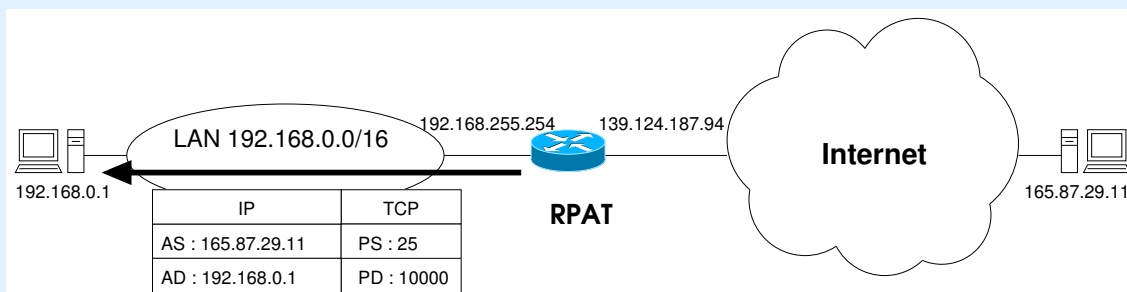 LAN 192.168.0.0/16
192.168.255.254
139.124.187.94
Internet
192.168.0.1
165.87.29.11
RPAT
IP TCP
AS : 165.87.29.11 PS : 25
AD : 192.168.0.1 PD : 10000